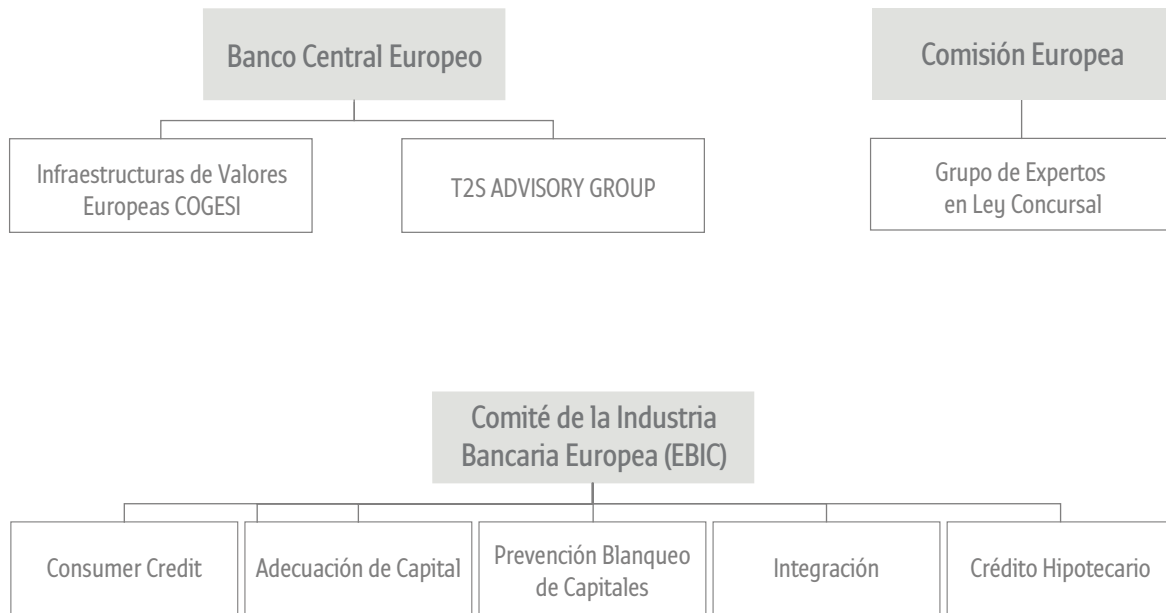 Banco Central Europeo
Comisión Europea
Infraestructuras de Valores
Europeas COGESI
T2S ADVISORY GROUP
Grupo de Expertos
en Ley Concursal
Comité de la Industria
Bancaria Europea (EBIC)
Consumer Credit
Adecuación de Capital
Prevención Blanqueo
de Capitales
Integración
Crédito Hipotecario